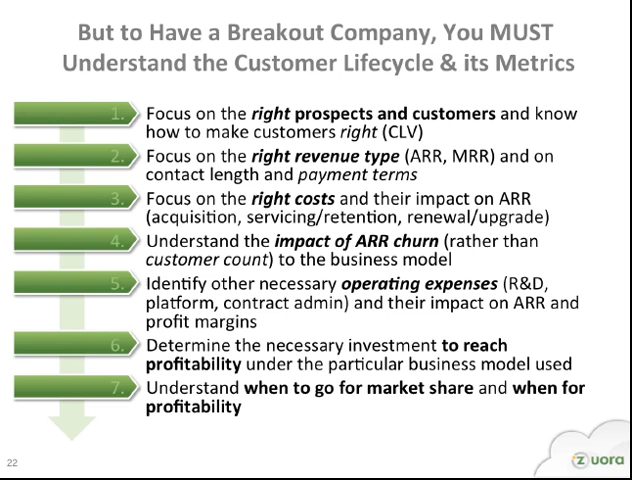 But to Have a Breakout Company, You MUST
Understand the Customer Lifecycle & its Metrics
1. Focus on the right prospects and customers and know
how to make customers right (CLV)
2. Focus on the right revenue type (ARR, MRR) and on
contact length and payment terms
3. Focus on the right costs and their impact on ARR
(acquisition, servicing/retention, renewal/upgrade)
4. Understand the impact of ARR churn (rather than
customer count) to the business model
5. Identify other necessary operating expenses (R&D,
platform, contract admin) and their impact on ARR and
profit margins
6. Determine the necessary investment to reach
profitability under the particular business model used
7. Understand when to go for market share and when for
profitability
22
zuora